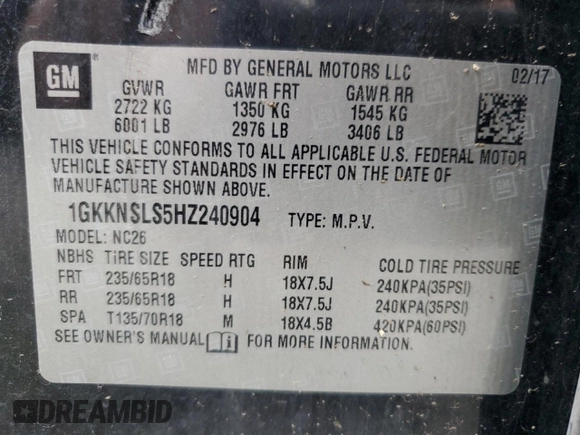 GM
MFD BY GENERAL MOTORS LLC 02/17
GVWR GAWR FRT GAWR RR
2722 KG 1350 KG 1545 KG
6001 LB 2976 LB 3406 LB
THIS VEHICLE CONFORMS TO ALL APPLICABLE U.S. FEDERAL MOTOR
VEHICLE SAFETY STANDARDS IN EFFECT ON THE DATE OF
MANUFACTURE SHOWN ABOVE.
1GKKNSLS5HZ240904 TYPE: M.P.V.
MODEL: NC26
NBHS TIRE SIZE SPEED RTG RIM COLD TIRE PRESSURE
FRT 235/65R18 H 18X7.5J 240KPA(35PSI)
RR 235/65R18 H 18X7.5J 240KPA(35PSI)
SPA T135/70R18 M 18X4.5B 420KPA(60PSI)
SEE OWNER'S MANUAL FOR MORE INFORMATION.
DREAMBID